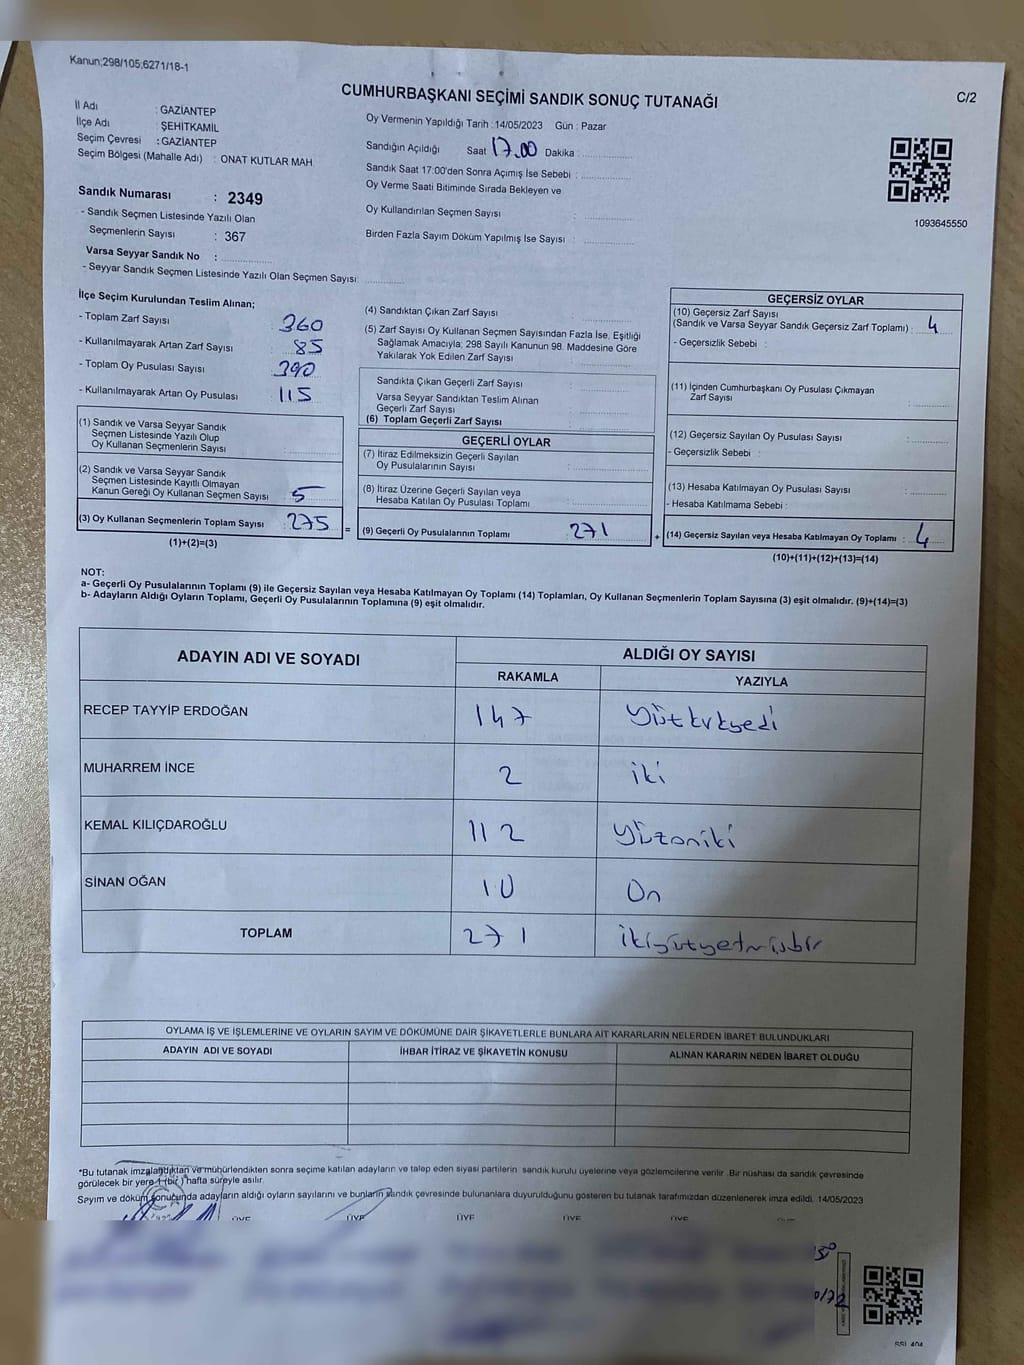 Kanun;298/105;6271/18-1
CUMHURBAŞKANI SEÇİMİ SANDIK SONUÇ TUTANAĞI
C/2
İl Adı : GAZİANTEP
İlçe Adı : ŞEHİTKAMİL
Seçim Çevresi : GAZİANTEP
Seçim Bölgesi (Mahalle Adı) : ONAT KUTLAR MAH
Sandık Numarası : 2349
- Sandık Seçmen Listesinde Yazılı Olan
Seçmenlerin Sayısı : 367
Varsa Seyyar Sandık No :
- Seyyar Sandık Seçmen Listesinde Yazılı Olan Seçmen Sayısı:
Oy Vermenin Yapıldığı Tarih : 14/05/2023 Gün : Pazar
Sandığın Açıldığı Saat 17.00 Dakika :
Sandık Saat 17:00'den Sonra Açımış İse Sebebi :
Oy Verme Saati Bitiminde Sırada Bekleyen ve
Oy Kullandırılan Seçmen Sayısı :
Birden Fazla Sayım Döküm Yapılmış İse Sayısı :
1093645550
İlçe Seçim Kurulundan Teslim Alınan;
- Toplam Zarf Sayısı : 360
- Kullanılmayarak Artan Zarf Sayısı : 85
- Toplam Oy Pusulası Sayısı : 390
- Kullanılmayarak Artan Oy Pusulası : 115
(1) Sandık ve Varsa Seyyar Sandık
Seçmen Listesinde Yazılı Olup
Oy Kullanan Seçmenlerin Sayısı :
(2) Sandık ve Varsa Seyyar Sandık
Seçmen Listesinde Kayıtlı Olmayan
Kanun Gereği Oy Kullanan Seçmen Sayısı : 5
(3) Oy Kullanan Seçmenlerin Toplam Sayısı : 275
(1)+(2)=(3)
=
(4) Sandıktan Çıkan Zarf Sayısı :
(5) Zarf Sayısı Oy Kullanan Seçmen Sayısından Fazla İse, Eşitliği
Sağlamak Amacıyla; 298 Sayılı Kanunun 98. Maddesine Göre
Yakılarak Yok Edilen Zarf Sayısı :
Sandıkta Çıkan Geçerli Zarf Sayısı :
Varsa Seyyar Sandıktan Teslim Alınan
Geçerli Zarf Sayısı :
(6) Toplam Geçerli Zarf Sayısı :
GEÇERLİ OYLAR
(7) İtiraz Edilmeksizin Geçerli Sayılan
Oy Pusulalarının Sayısı :
(8) İtiraz Üzerine Geçerli Sayılan veya
Hesaba Katılan Oy Pusulası Toplamı :
(9) Geçerli Oy Pusulalarının Toplamı : 271
+
GEÇERSİZ OYLAR
(10) Geçersiz Zarf Sayısı
(Sandık ve Varsa Seyyar Sandık Geçersiz Zarf Toplamı) : 4
- Geçersizlik Sebebi :
(11) İçinden Cumhurbaşkanı Oy Pusulası Çıkmayan
Zarf Sayısı :
(12) Geçersiz Sayılan Oy Pusulası Sayısı :
- Geçersizlik Sebebi :
(13) Hesaba Katılmayan Oy Pusulası Sayısı :
- Hesaba Katılmama Sebebi :
(14) Geçersiz Sayılan veya Hesaba Katılmayan Oy Toplamı : 4
(10)+(11)+(12)+(13)=(14)
NOT:
a- Geçerli Oy Pusulalarının Toplamı (9) ile Geçersiz Sayılan veya Hesaba Katılmayan Oy Toplamı (14) Toplamları, Oy Kullanan Seçmenlerin Toplam Sayısına (3) eşit olmalıdır. (9)+(14)=(3)
b- Adayların Aldığı Oyların Toplamı, Geçerli Oy Pusulalarının Toplamına (9) eşit olmalıdır.
ADAYIN ADI VE SOYADI
ALDIĞI OY SAYISI
RAKAMLA YAZIYLA
RECEP TAYYİP ERDOĞAN 147 Yüzkırkyedi
MUHARREM İNCE 2 iki
KEMAL KILIÇDAROĞLU 112 Yüzoniki
SİNAN OĞAN 10 On
TOPLAM 271 ikiyüzyetmişbir
OYLAMA İŞ VE İŞLEMLERİNE VE OYLARIN SAYIM VE DÖKÜMÜNE DAİR ŞİKAYETLERLE BUNLARA AİT KARARLARIN NELERDEN İBARET BULUNDUKLARI
ADAYIN ADI VE SOYADI İHBAR İTİRAZ VE ŞİKAYETİN KONUSU ALINAN KARARIN NEDEN İBARET OLDUĞU
*Bu tutanak imzalandıktan ve mühürlendikten sonra seçime katılan adayların ve talep eden siyasi partilerin sandık kurulu üyelerine veya gözlemcilerine verilir. Bir nüshası da sandık çevresinde
görülecek bir yere 1 (bir) hafta süreyle asılır.
Sayım ve döküm sonucunda adayların aldığı oyların sayılarını ve bunların sandık çevresinde bulunanlara duyurulduğunu gösteren bu tutanak tarafımızdan düzenlenerek imza edildi. 14/05/2023
ÜYE ÜYE ÜYE ÜYE ÜYE